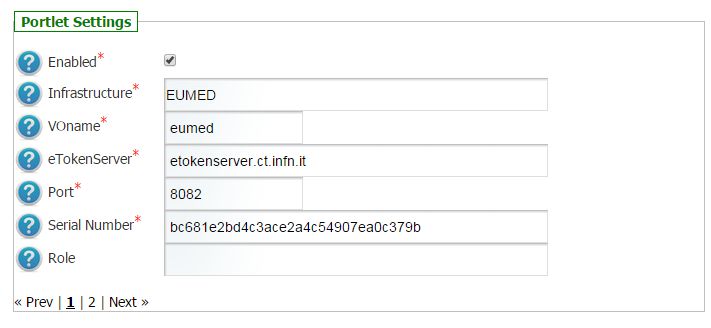 Portlet Settings
Enabled*
Infrastructure* EUMED
VOname* eumed
eTokenServer* etokenserver.ct.infn.it
Port* 8082
Serial Number* bc681e2bd4c3ace2a4c54907ea0c379b
Role
« Prev | 1 | 2 | Next »